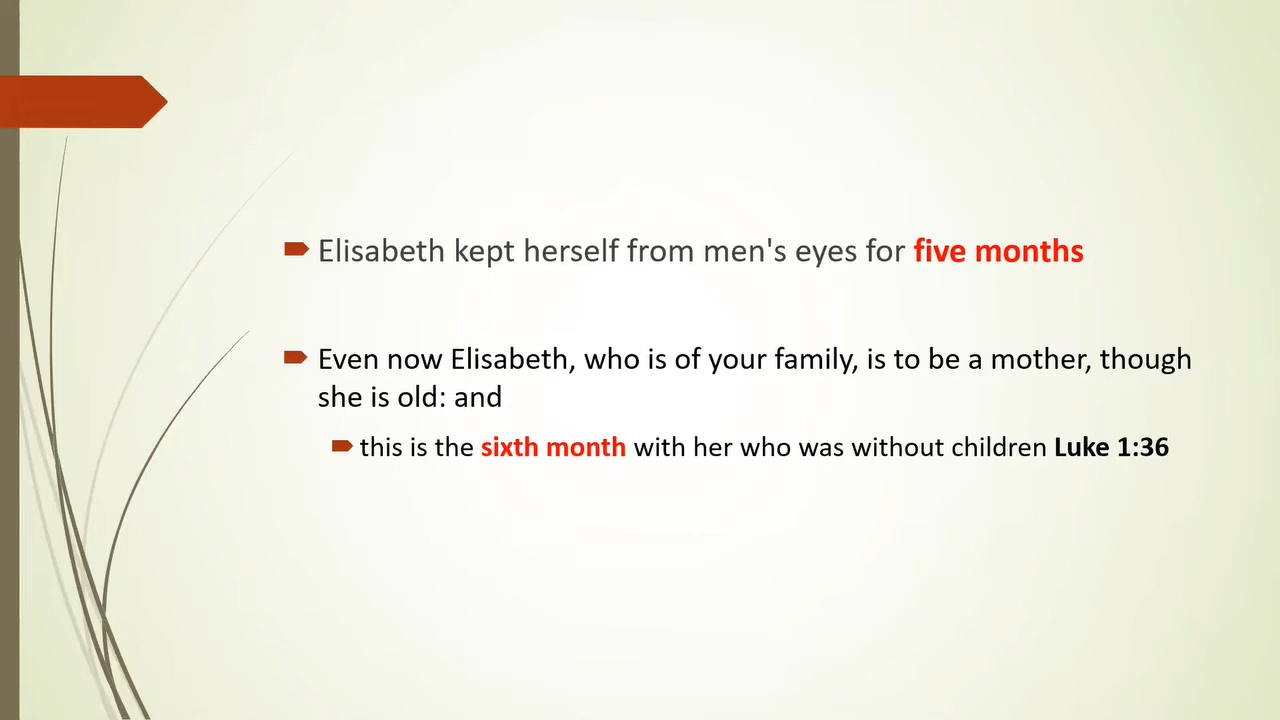 Elisabeth kept herself from men's eyes for five months
Even now Elisabeth, who is of your family, is to be a mother, though
she is old: and
this is the sixth month with her who was without children Luke 1:36